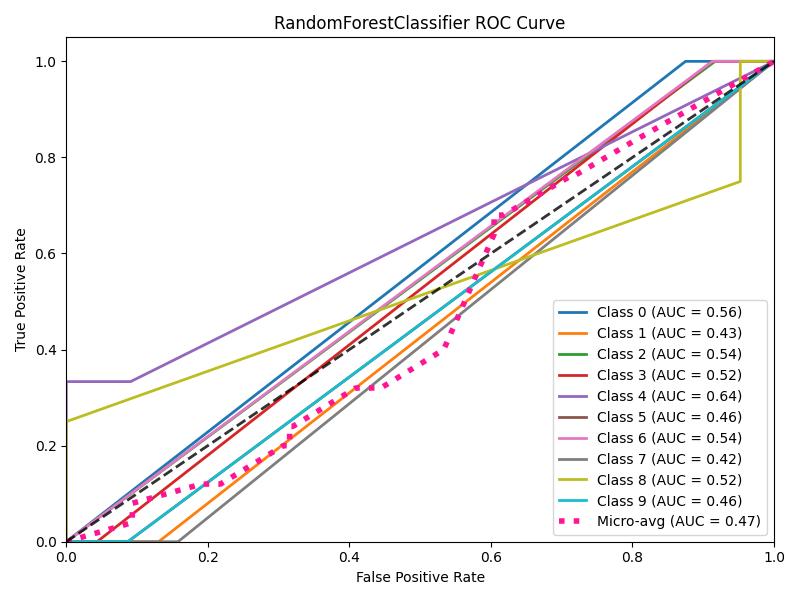 RandomForestClassifier ROC Curve
1.0
0.8
0.6
0.4
0.2
0.0
True Positive Rate
0.0 0.2 0.4 0.6 0.8 1.0
False Positive Rate
Class 0 (AUC = 0.56)
Class 1 (AUC = 0.43)
Class 2 (AUC = 0.54)
Class 3 (AUC = 0.52)
Class 4 (AUC = 0.64)
Class 5 (AUC = 0.46)
Class 6 (AUC = 0.54)
Class 7 (AUC = 0.42)
Class 8 (AUC = 0.52)
Class 9 (AUC = 0.46)
Micro-avg (AUC = 0.47)